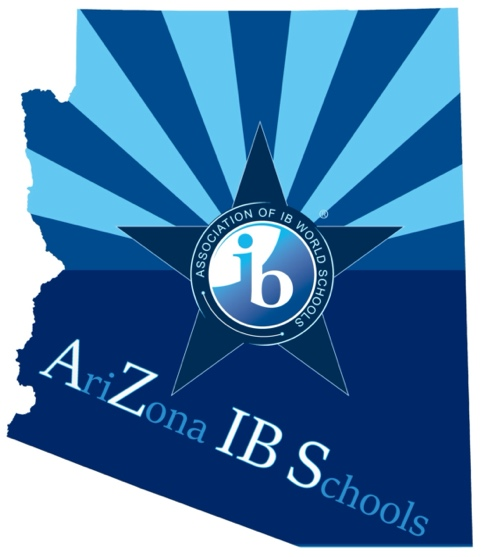 ASSOCIATION OF IB WORLD SCHOOLS
®
ib
AriZona IB Schools